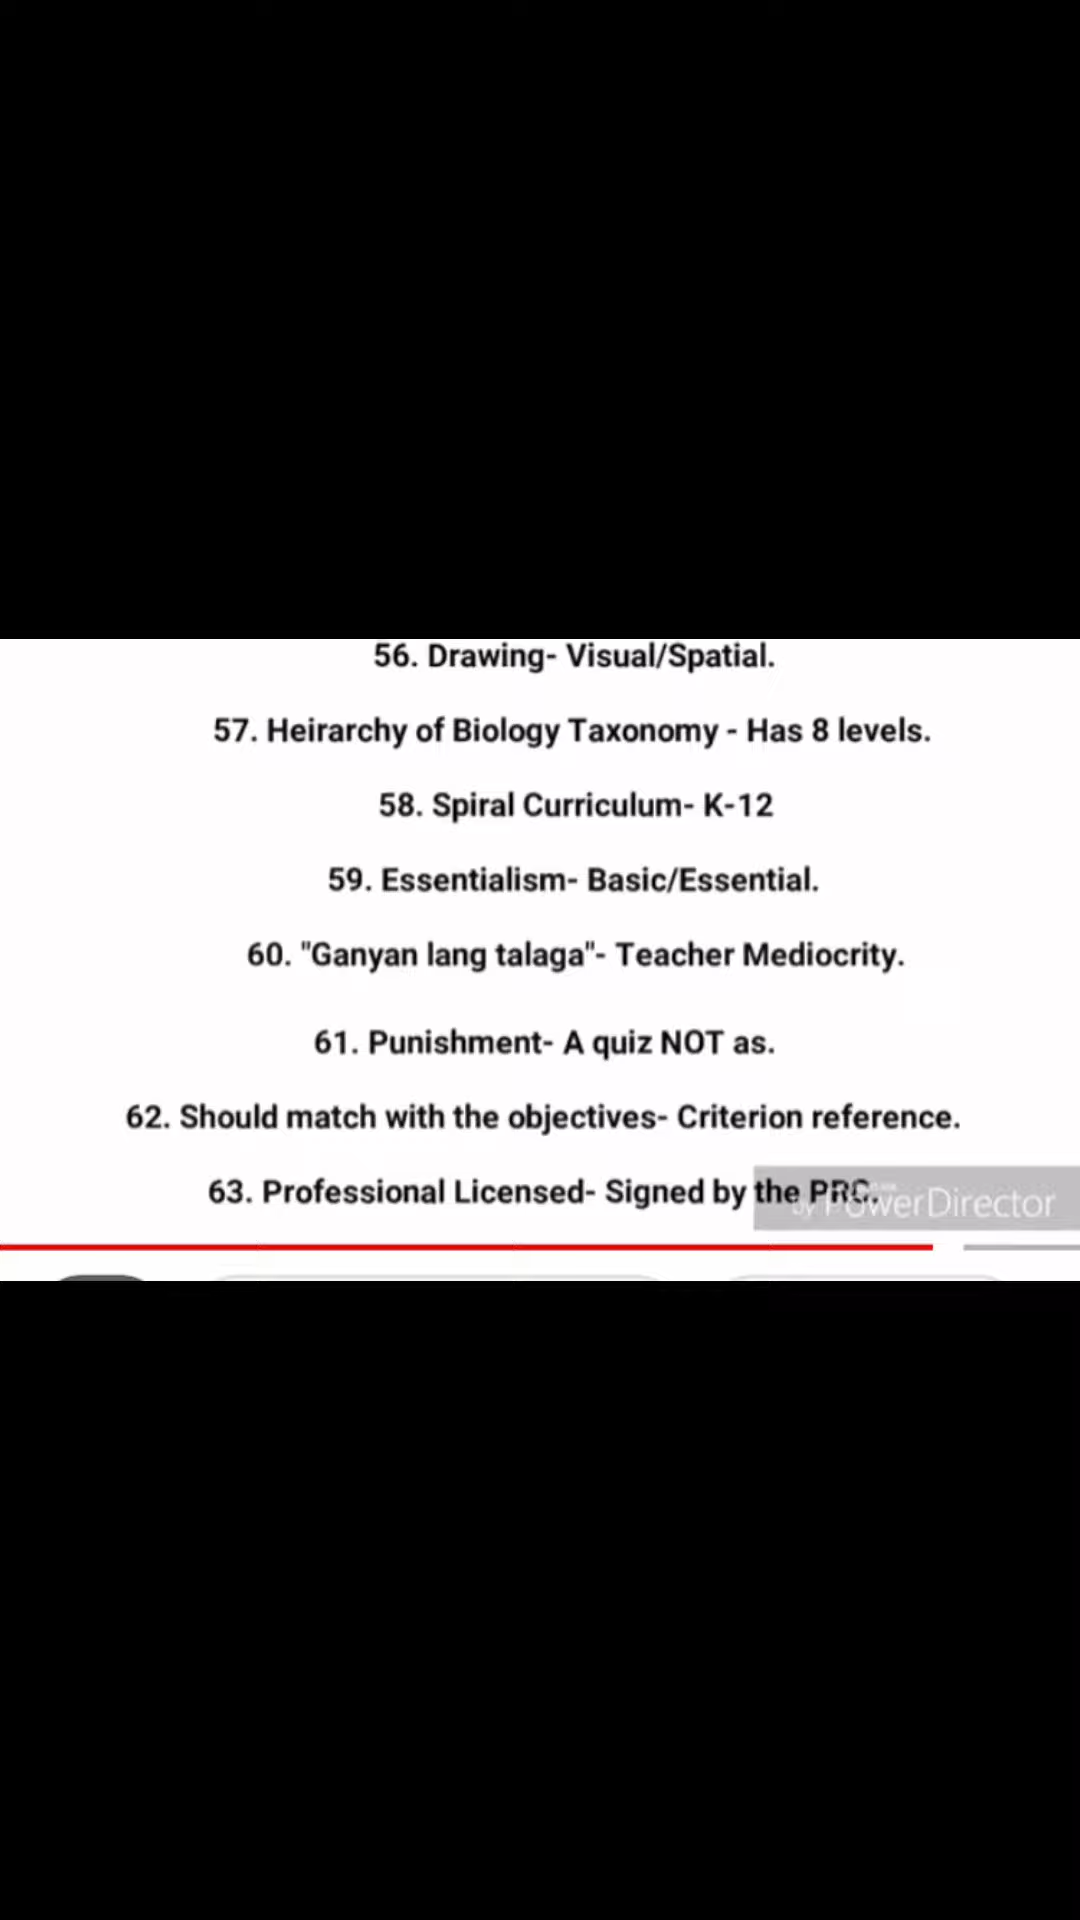 56. Drawing- Visual/Spatial.
57. Heirarchy of Biology Taxonomy - Has 8 levels.
58. Spiral Curriculum- K-12
59. Essentialism- Basic/Essential.
60. "Ganyan lang talaga"- Teacher Mediocrity.
61. Punishment- A quiz NOT as.
62. Should match with the objectives- Criterion reference.
63. Professional Licensed- Signed by the PRC.
by PowerDirector